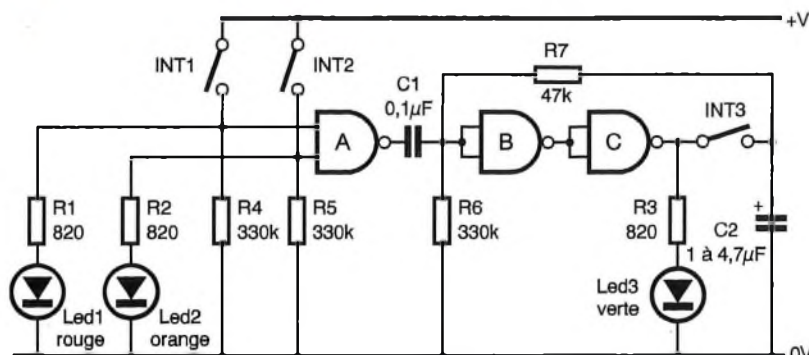 +V
INT1
INT2
R7
47k
C1
0,1µF
INT3
A
B
C
R1
820
R2
820
R4
330k
R5
330k
R6
330k
R3
820
+
C2
1 à 4,7µF
Led1
rouge
Led2
orange
Led3
verte
0V